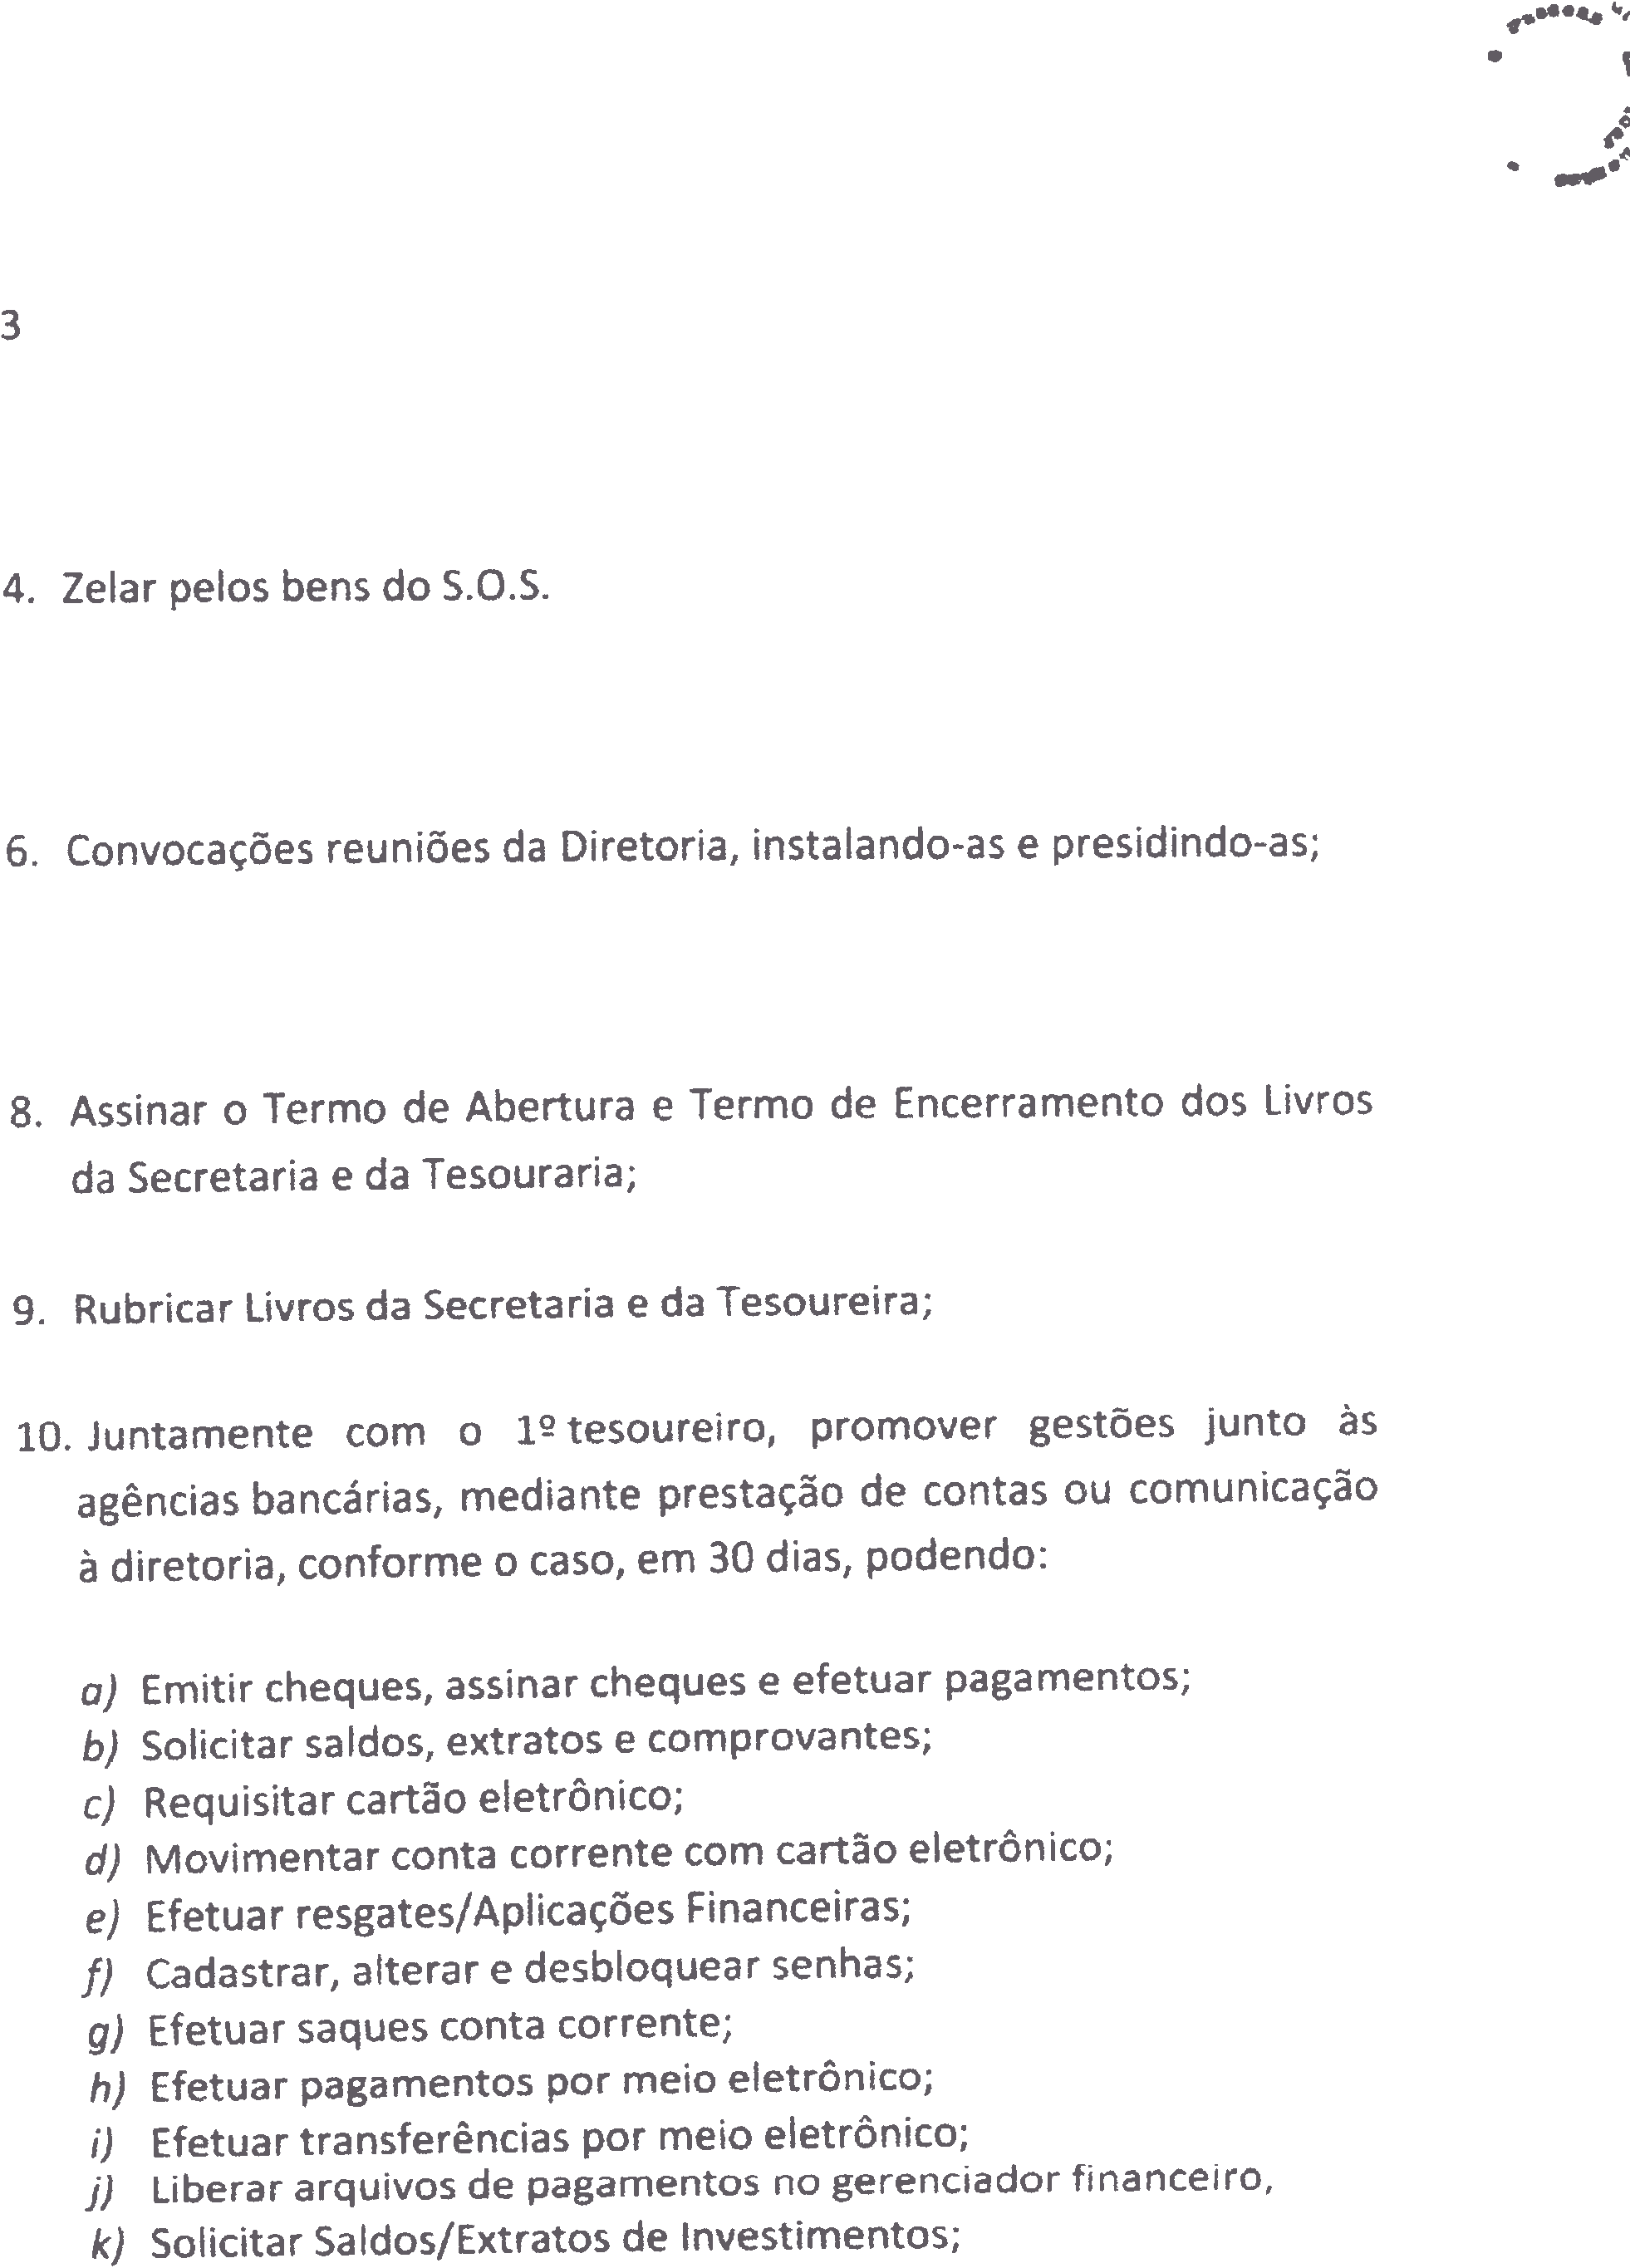 3
4. Zelar pelos bens do S.O.S.
6. Convocações reuniões da Diretoria, instalando-as e presidindo-as;
8. Assinar o Termo de Abertura e Termo de Encerramento dos Livros
da Secretaria e da Tesouraria;
9. Rubricar Livros da Secretaria e da Tesoureira;
10. Juntamente com o 1º tesoureiro, promover gestões junto às
agências bancárias, mediante prestação de contas ou comunicação
à diretoria, conforme o caso, em 30 dias, podendo:
a) Emitir cheques, assinar cheques e efetuar pagamentos;
b) Solicitar saldos, extratos e comprovantes;
c) Requisitar cartão eletrônico;
d) Movimentar conta corrente com cartão eletrônico;
e) Efetuar resgates/Aplicações Financeiras;
f) Cadastrar, alterar e desbloquear senhas;
g) Efetuar saques conta corrente;
h) Efetuar pagamentos por meio eletrônico;
i) Efetuar transferências por meio eletrônico;
j) Liberar arquivos de pagamentos no gerenciador financeiro,
k) Solicitar Saldos/Extratos de Investimentos;